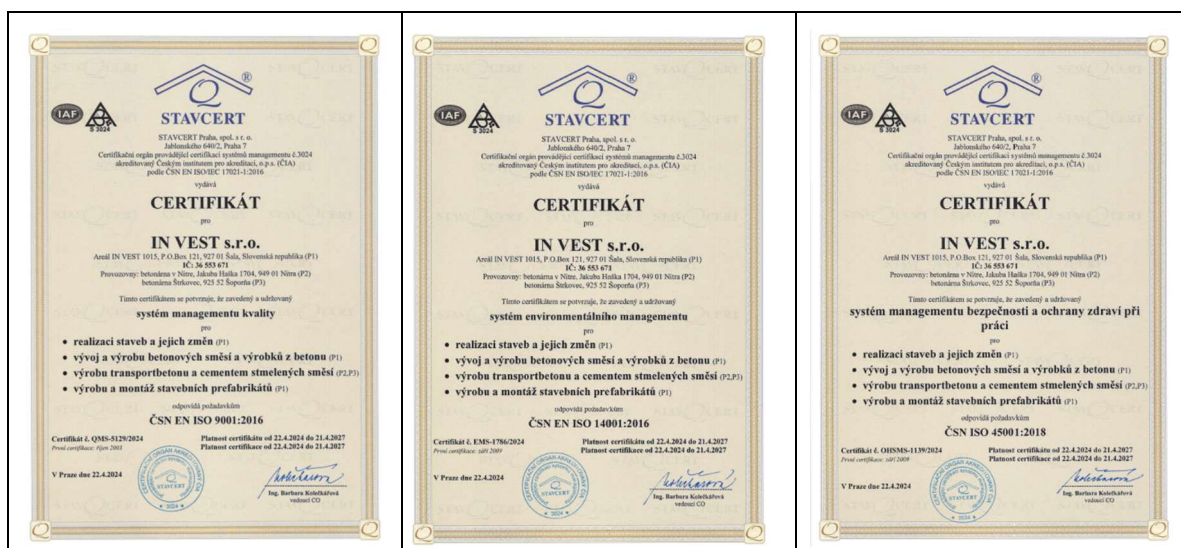 STAVCERT
®
IAF
S 3024
STAVCERT Praha, spol. s r. o.
Jablonského 640/2, Praha 7
Certifikační orgán provádějící certifikaci systémů managementu č.3024
akreditovaný Českým institutem pro akreditaci, o.p.s. (ČIA)
podle ČSN EN ISO/IEC 17021-1:2016
vydává
CERTIFIKÁT
pro
IN VEST s.r.o.
Areál IN VEST 1015, P.O.Box 121, 927 01 Šala, Slovenská republika (P1)
IČ: 36 553 671
Provozovny: betonárna v Nitre, Jakuba Haška 1704, 949 01 Nitra (P2)
betonárna Štrkovec, 925 52 Šoporňa (P3)
Tímto certifikátem se potvrzuje, že zavedený a udržovaný
systém managementu kvality
pro
• realizaci staveb a jejich změn (P1)
• vývoj a výrobu betonových směsí a výrobků z betonu (P1)
• výrobu transportbetonu a cementem stmelených směsí (P2,P3)
• výrobu a montáž stavebních prefabrikátů (P1)
odpovídá požadavkům
ČSN EN ISO 9001:2016
Certifikát č. QMS-5129/2024 Platnost certifikátu od 22.4.2024 do 21.4.2027
První certifikace: říjen 2003 Platnost certifikace od 22.4.2024 do 21.4.2027
V Praze dne 22.4.2024
Ing. Barbora Kolečkářová
vedoucí CO
STAVCERT
®
IAF
S 3024
STAVCERT Praha, spol. s r. o.
Jablonského 640/2, Praha 7
Certifikační orgán provádějící certifikaci systémů managementu č.3024
akreditovaný Českým institutem pro akreditaci, o.p.s. (ČIA)
podle ČSN EN ISO/IEC 17021-1:2016
vydává
CERTIFIKÁT
pro
IN VEST s.r.o.
Areál IN VEST 1015, P.O.Box 121, 927 01 Šala, Slovenská republika (P1)
IČ: 36 553 671
Provozovny: betonárna v Nitre, Jakuba Haška 1704, 949 01 Nitra (P2)
betonárna Štrkovec, 925 52 Šoporňa (P3)
Tímto certifikátem se potvrzuje, že zavedený a udržovaný
systém environmentálního managementu
pro
• realizaci staveb a jejich změn (P1)
• vývoj a výrobu betonových směsí a výrobků z betonu (P1)
• výrobu transportbetonu a cementem stmelených směsí (P2,P3)
• výrobu a montáž stavebních prefabrikátů (P1)
odpovídá požadavkům
ČSN EN ISO 14001:2016
Certifikát č. EMS-1786/2024 Platnost certifikátu od 22.4.2024 do 21.4.2027
První certifikace: září 2009 Platnost certifikace od 22.4.2024 do 21.4.2027
V Praze dne 22.4.2024
Ing. Barbora Kolečkářová
vedoucí CO
STAVCERT
®
IAF
S 3024
STAVCERT Praha, spol. s r. o.
Jablonského 640/2, Praha 7
Certifikační orgán provádějící certifikaci systémů managementu č.3024
akreditovaný Českým institutem pro akreditaci, o.p.s. (ČIA)
podle ČSN EN ISO/IEC 17021-1:2016
vydává
CERTIFIKÁT
pro
IN VEST s.r.o.
Areál IN VEST 1015, P.O.Box 121, 927 01 Šala, Slovenská republika (P1)
IČ: 36 553 671
Provozovny: betonárna v Nitre, Jakuba Haška 1704, 949 01 Nitra (P2)
betonárna Štrkovec, 925 52 Šoporňa (P3)
Tímto certifikátem se potvrzuje, že zavedený a udržovaný
systém managementu bezpečnosti a ochrany zdraví při
práci
pro
• realizaci staveb a jejich změn (P1)
• vývoj a výrobu betonových směsí a výrobků z betonu (P1)
• výrobu transportbetonu a cementem stmelených směsí (P2,P3)
• výrobu a montáž stavebních prefabrikátů (P1)
odpovídá požadavkům
ČSN ISO 45001:2018
Certifikát č. OHSMS-1139/2024 Platnost certifikátu od 22.4.2024 do 21.4.2027
První certifikace: září 2009 Platnost certifikace od 22.4.2024 do 21.4.2027
V Praze dne 22.4.2024
Ing. Barbora Kolečkářová
vedoucí CO